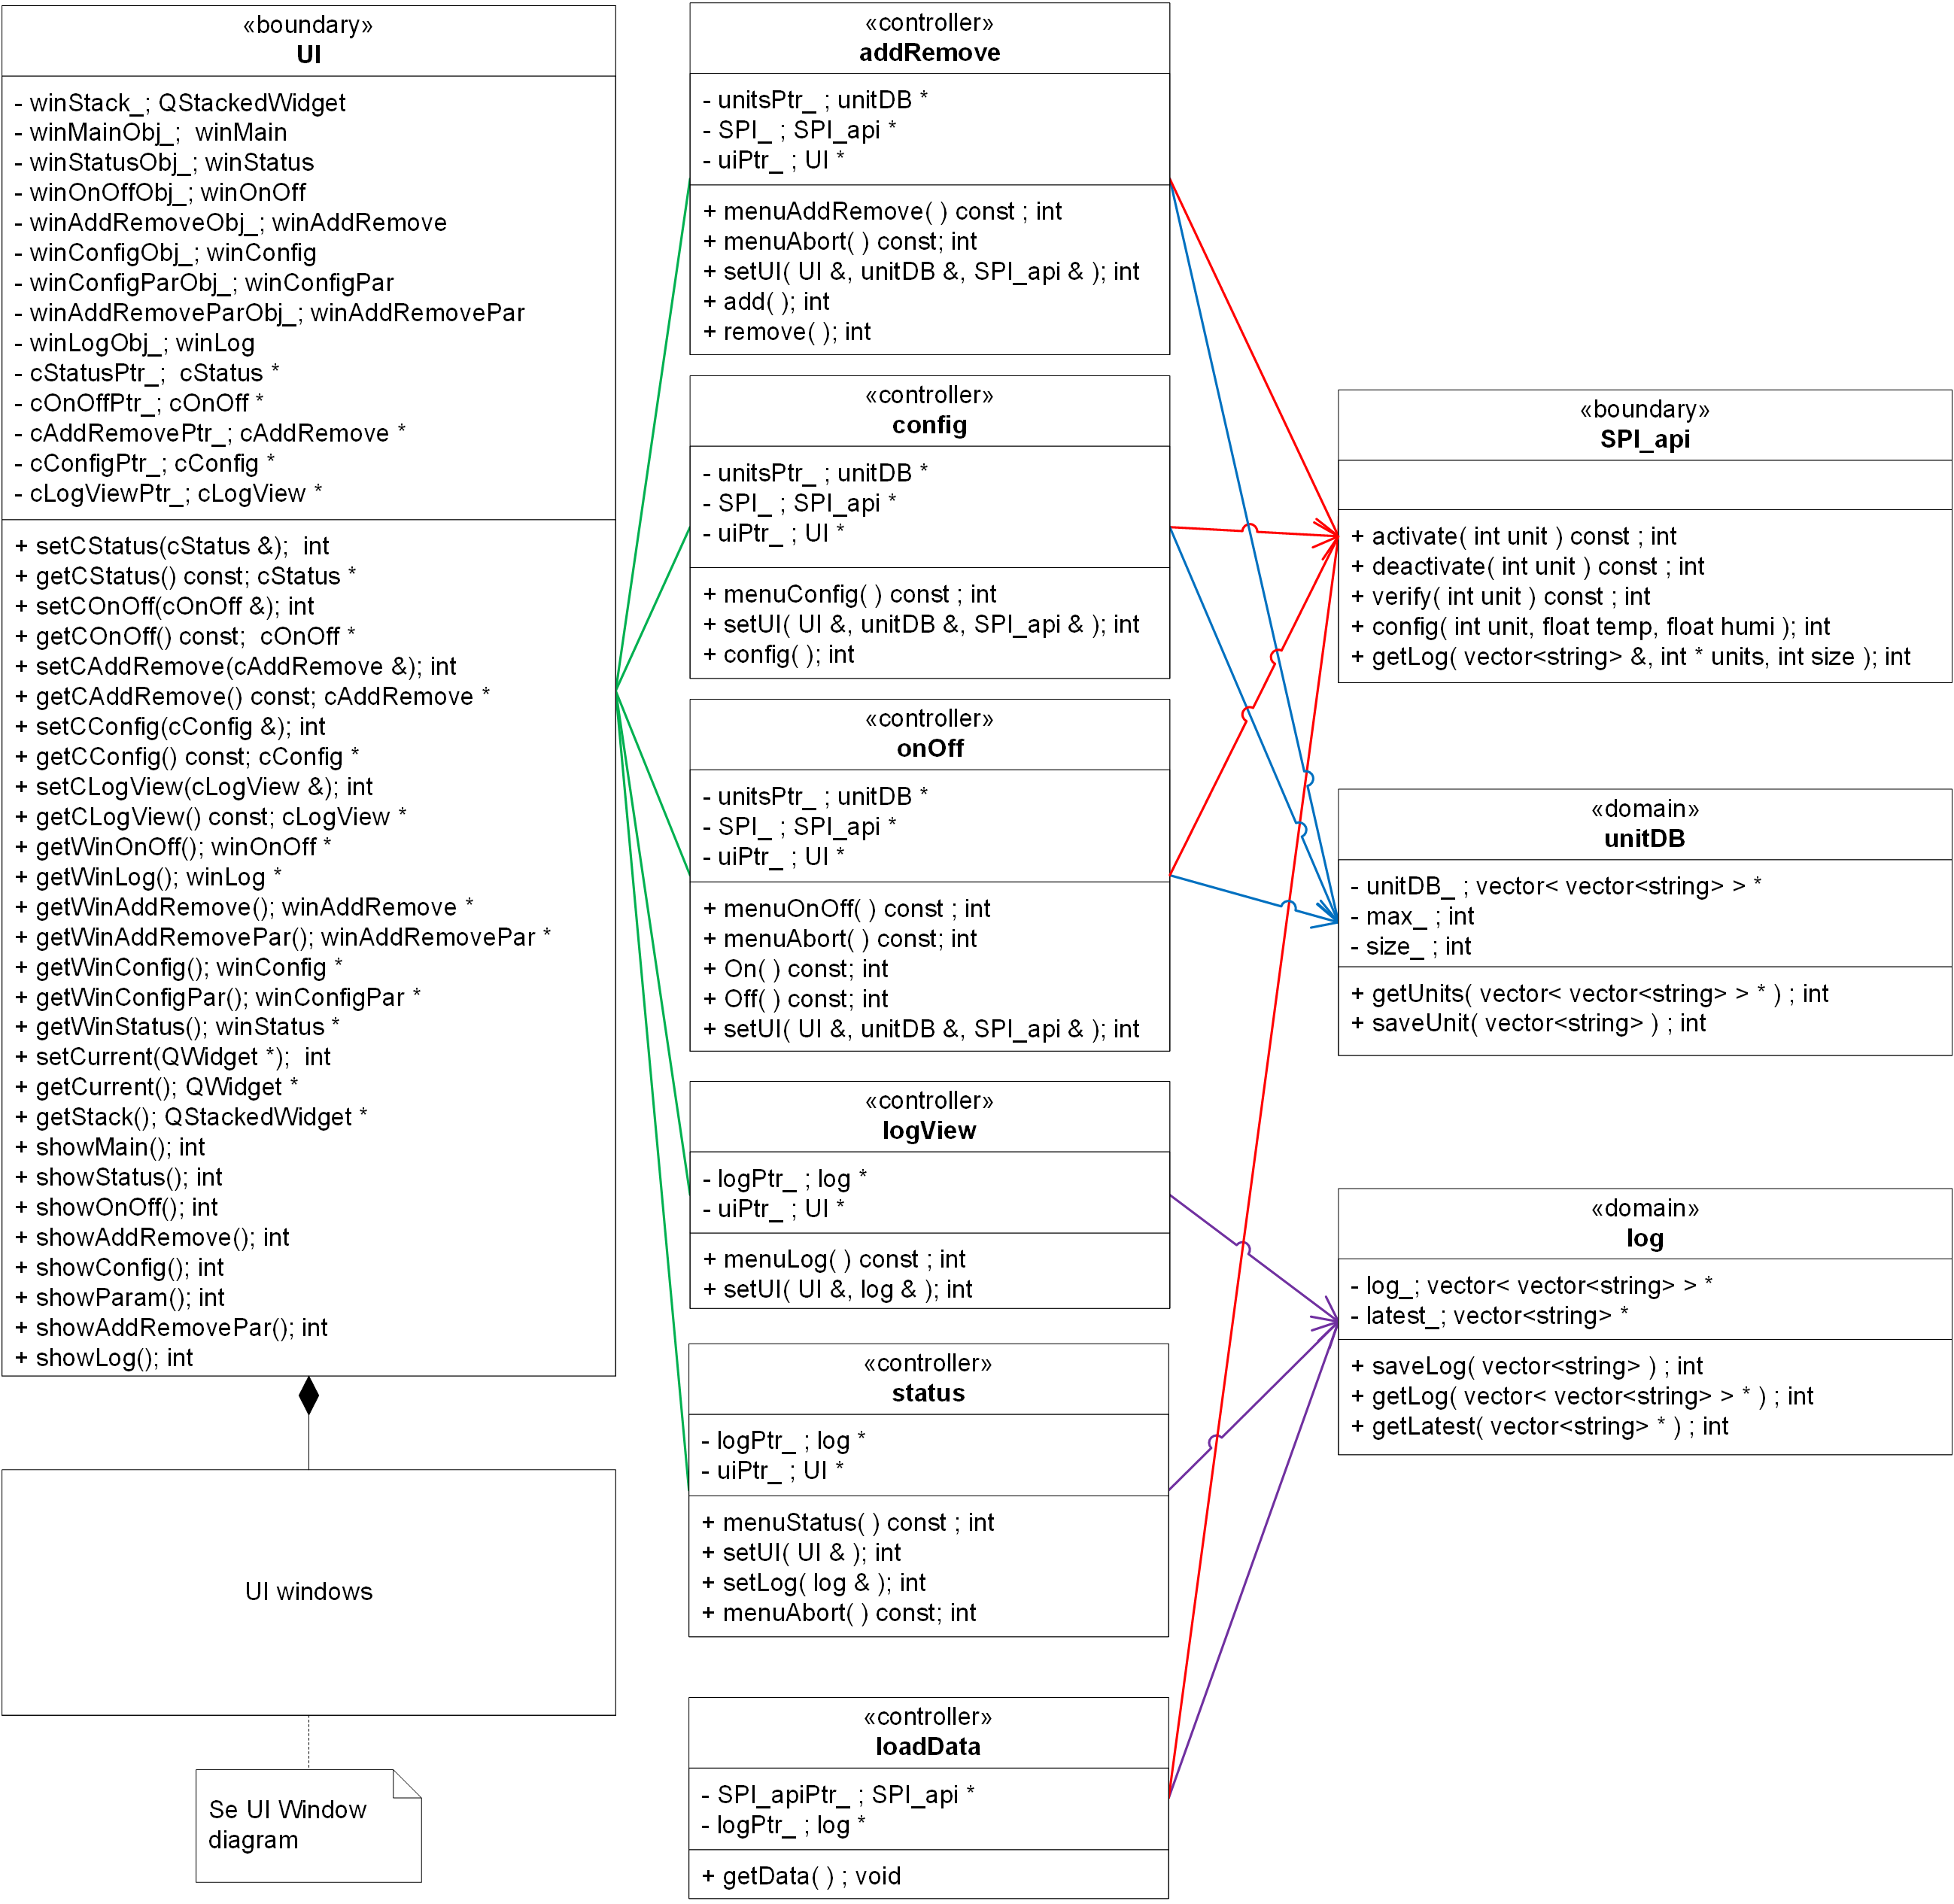 «boundary»
UI
- winStack_; QStackedWidget
- winMainObj_;  winMain
- winStatusObj_; winStatus
- winOnOffObj_; winOnOff
- winAddRemoveObj_; winAddRemove
- winConfigObj_; winConfig
- winConfigParObj_; winConfigPar
- winAddRemoveParObj_; winAddRemovePar
- winLogObj_; winLog
- cStatusPtr_;  cStatus *
- cOnOffPtr_; cOnOff *
- cAddRemovePtr_; cAddRemove *
- cConfigPtr_; cConfig *
- cLogViewPtr_; cLogView *
+ setCStatus(cStatus &);  int
+ getCStatus() const; cStatus *
+ setCOnOff(cOnOff &); int
+ getCOnOff() const;  cOnOff *
+ setCAddRemove(cAddRemove &); int
+ getCAddRemove() const; cAddRemove *
+ setCConfig(cConfig &); int
+ getCConfig() const; cConfig *
+ setCLogView(cLogView &); int
+ getCLogView() const; cLogView *
+ getWinOnOff(); winOnOff *
+ getWinLog(); winLog *
+ getWinAddRemove(); winAddRemove *
+ getWinAddRemovePar(); winAddRemovePar *
+ getWinConfig(); winConfig *
+ getWinConfigPar(); winConfigPar *
+ getWinStatus(); winStatus *
+ setCurrent(QWidget *);  int
+ getCurrent(); QWidget *
+ getStack(); QStackedWidget *
+ showMain(); int
+ showStatus(); int
+ showOnOff(); int
+ showAddRemove(); int
+ showConfig(); int
+ showParam(); int
+ showAddRemovePar(); int
+ showLog(); int
UI windows
Se UI Window
diagram
«controller»
addRemove
- unitsPtr_ ; unitDB *
- SPI_ ; SPI_api *
- uiPtr_ ; UI *
+ menuAddRemove( ) const ; int
+ menuAbort( ) const; int
+ setUI( UI &, unitDB &, SPI_api & ); int
+ add( ); int
+ remove( ); int
«controller»
config
- unitsPtr_ ; unitDB *
- SPI_ ; SPI_api *
- uiPtr_ ; UI *
+ menuConfig( ) const ; int
+ setUI( UI &, unitDB &, SPI_api & ); int
+ config( ); int
«controller»
onOff
- unitsPtr_ ; unitDB *
- SPI_ ; SPI_api *
- uiPtr_ ; UI *
+ menuOnOff( ) const ; int
+ menuAbort( ) const; int
+ On( ) const; int
+ Off( ) const; int
+ setUI( UI &, unitDB &, SPI_api & ); int
«controller»
logView
- logPtr_ ; log *
- uiPtr_ ; UI *
+ menuLog( ) const ; int
+ setUI( UI &, log & ); int
«controller»
status
- logPtr_ ; log *
- uiPtr_ ; UI *
+ menuStatus( ) const ; int
+ setUI( UI & ); int
+ setLog( log & ); int
+ menuAbort( ) const; int
«controller»
loadData
- SPI_apiPtr_ ; SPI_api *
- logPtr_ ; log *
+ getData( ) ; void
«boundary»
SPI_api
+ activate( int unit ) const ; int
+ deactivate( int unit ) const ; int
+ verify( int unit ) const ; int
+ config( int unit, float temp, float humi ); int
+ getLog( vector<string> &, int * units, int size ); int
«domain»
unitDB
- unitDB_ ; vector< vector<string> > *
- max_ ; int
- size_ ; int
+ getUnits( vector< vector<string> > * ) ; int
+ saveUnit( vector<string> ) ; int
«domain»
log
- log_; vector< vector<string> > *
- latest_; vector<string> *
+ saveLog( vector<string> ) ; int
+ getLog( vector< vector<string> > * ) ; int
+ getLatest( vector<string> * ) ; int